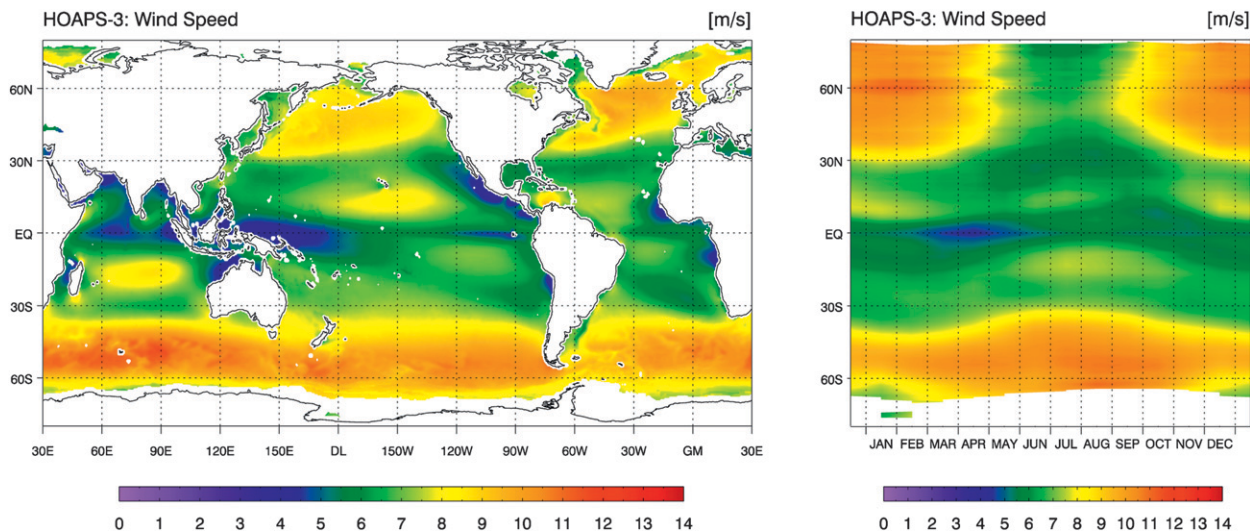 HOAPS-3: Wind Speed [m/s]
60N
30N
EQ
30S
60S
30E 60E 90E 120E 150E DL 150W 120W 90W 60W GM 30E
0 1 2 3 4 5 6 7 8 9 10 11 12 13 14
HOAPS-3: Wind Speed [m/s]
60N
30N
EQ
30S
60S
JAN FEB MAR APR MAY JUN JUL AUG SEP OCT NOV DEC
0 1 2 3 4 5 6 7 8 9 10 11 12 13 14